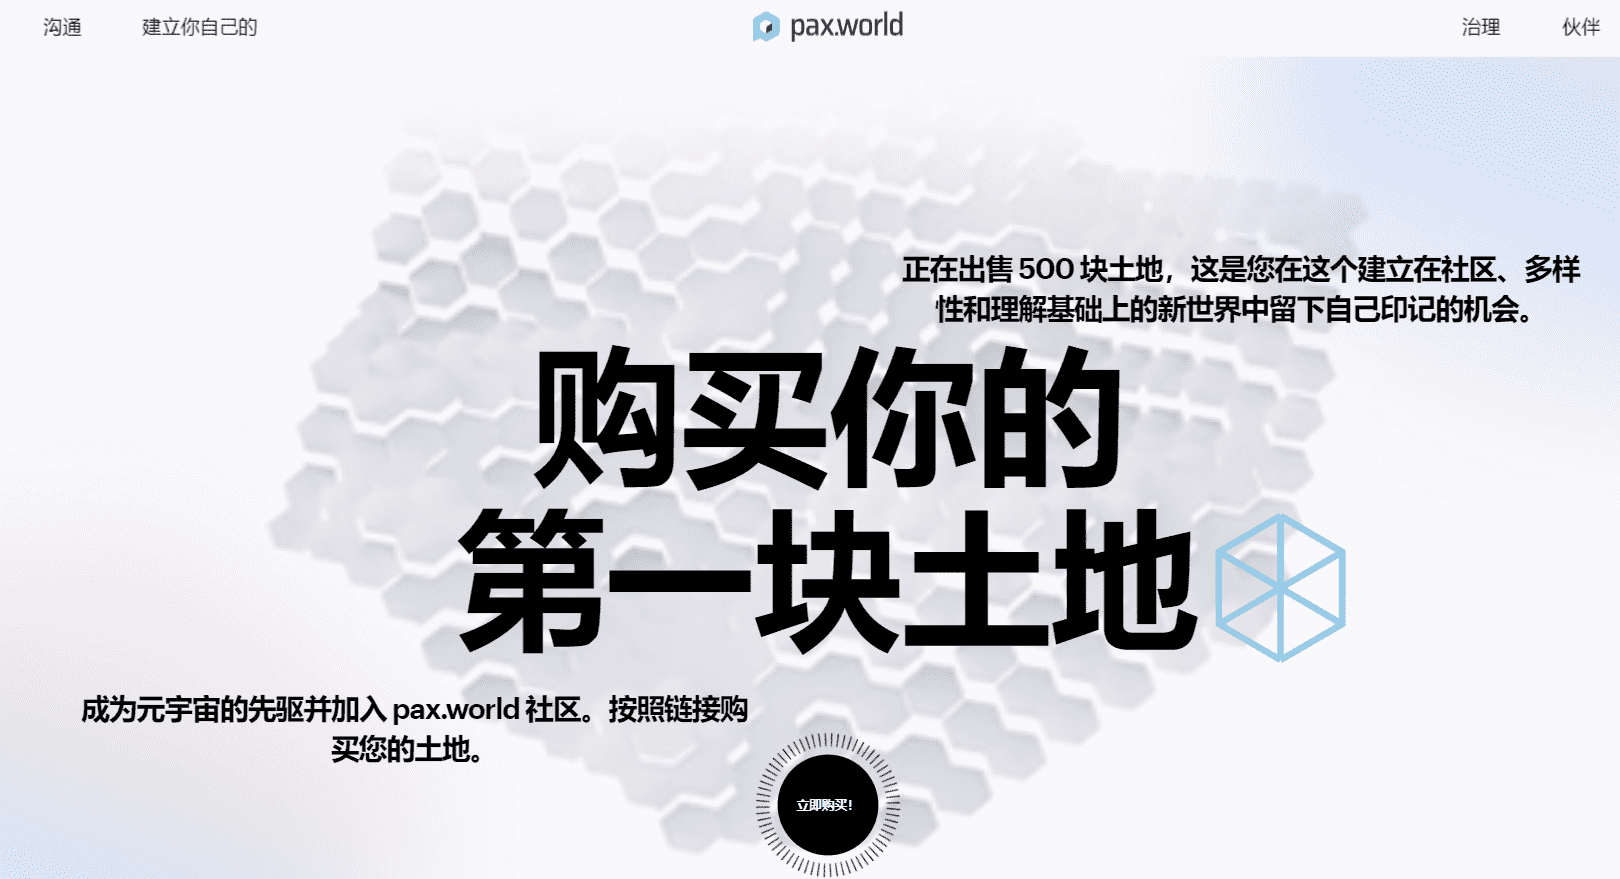 沟通
建立你自己的
pax.world
治理
伙伴
正在出售 500 块土地，这是您在这个建立在社区、多样
性和理解基础上的新世界中留下自己印记的机会。
购买你的
第一块土地
成为元宇宙的先驱并加入 pax.world 社区。按照链接购
买您的土地。
立即购买！